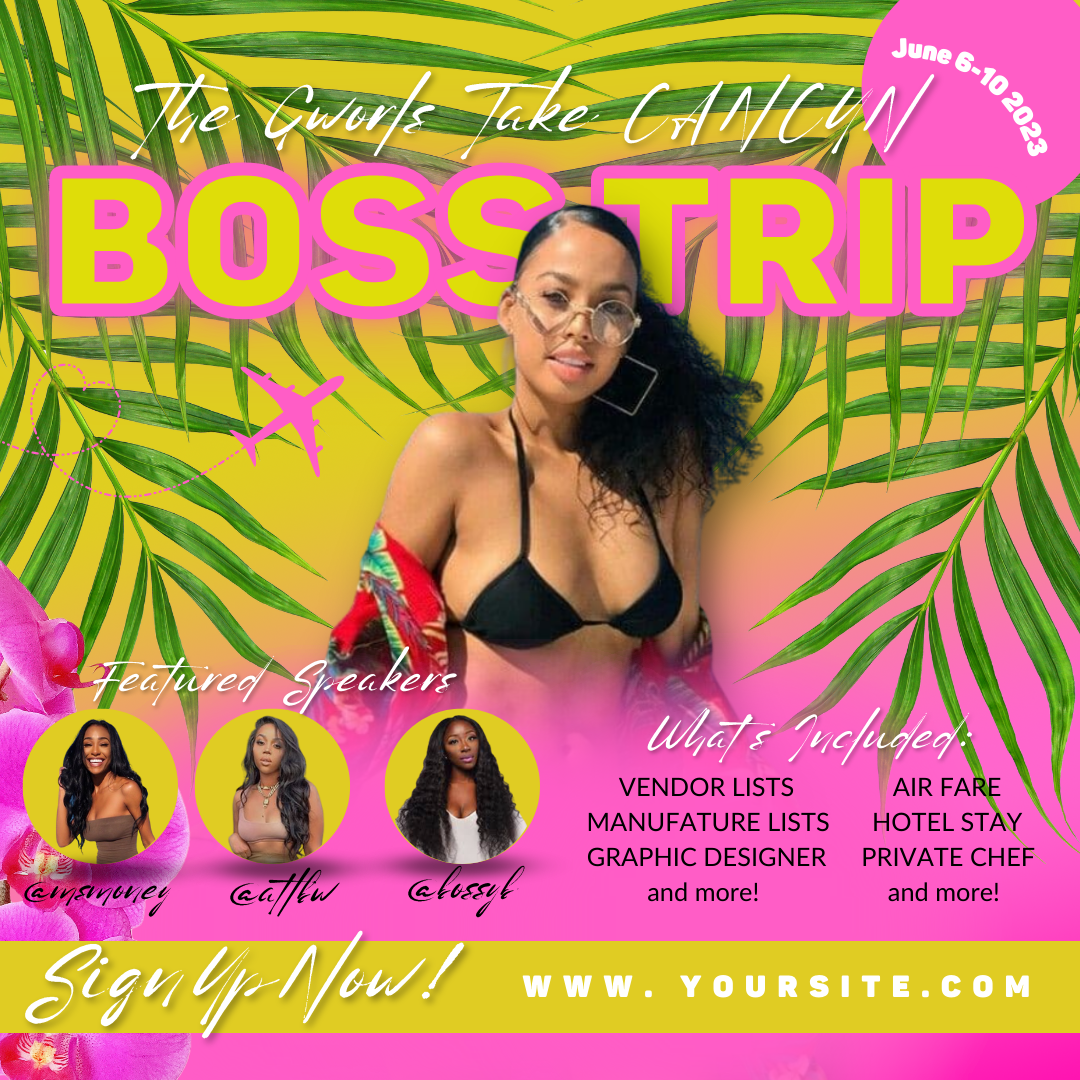 June 6-10 2023
The Gworls Take CANCUN
BOSS TRIP
Featured Speakers
@msmoney
@attkw
@bossyk
What's Included:
VENDOR LISTS
MANUFATURE LISTS
GRAPHIC DESIGNER
and more!
AIR FARE
HOTEL STAY
PRIVATE CHEF
and more!
Sign Up Now!
WWW. YOURSITE.COM